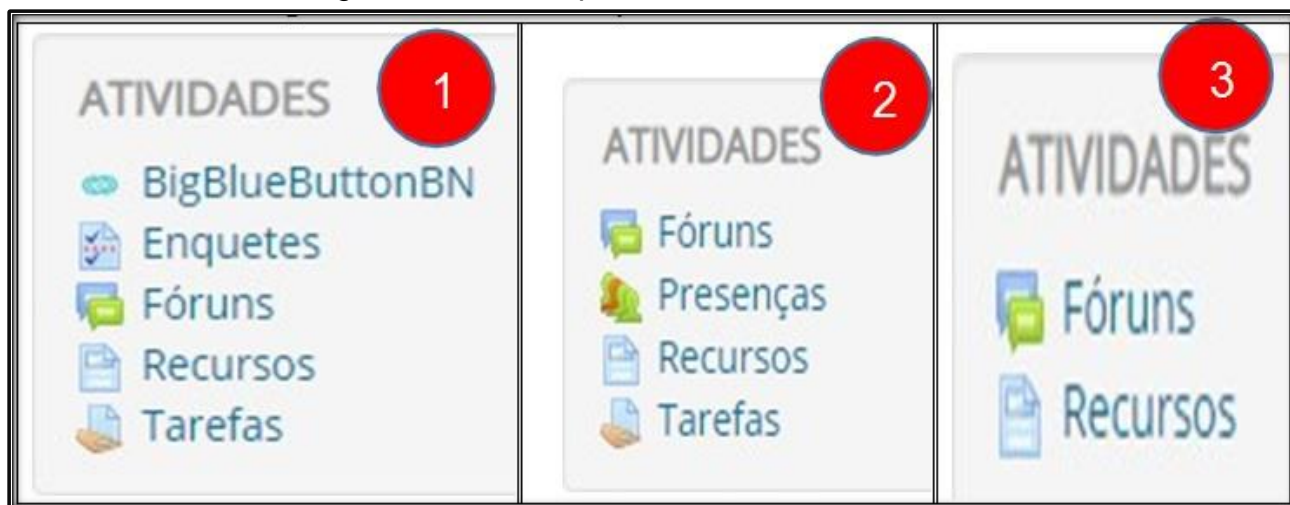 ATIVIDADES
1
BigBlueButtonBN
Enquetes
Fóruns
Recursos
Tarefas
ATIVIDADES
2
Fóruns
Presenças
Recursos
Tarefas
ATIVIDADES
3
Fóruns
Recursos